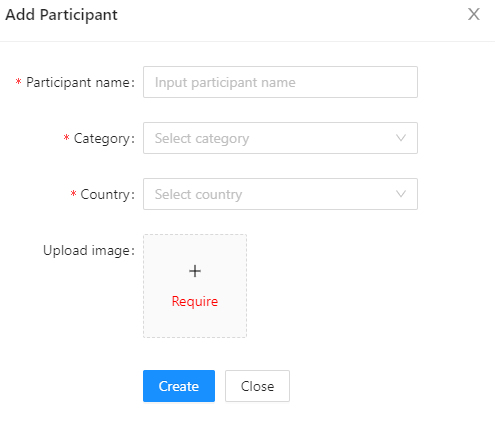 Add Participant
* Participant name: Input participant name
* Category: Select category
* Country: Select country
Upload image:
+
Require
Create Close